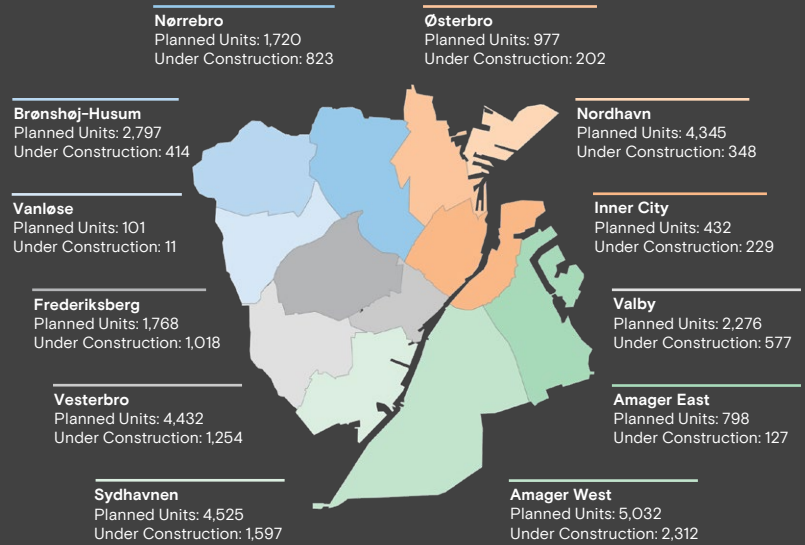 Nørrebro
Planned Units: 1,720
Under Construction: 823
Østerbro
Planned Units: 977
Under Construction: 202
Brønshøj-Husum
Planned Units: 2,797
Under Construction: 414
Nordhavn
Planned Units: 4,345
Under Construction: 348
Vanløse
Planned Units: 101
Under Construction: 11
Inner City
Planned Units: 432
Under Construction: 229
Frederiksberg
Planned Units: 1,768
Under Construction: 1,018
Valby
Planned Units: 2,276
Under Construction: 577
Vesterbro
Planned Units: 4,432
Under Construction: 1,254
Amager East
Planned Units: 798
Under Construction: 127
Sydhavnen
Planned Units: 4,525
Under Construction: 1,597
Amager West
Planned Units: 5,032
Under Construction: 2,312